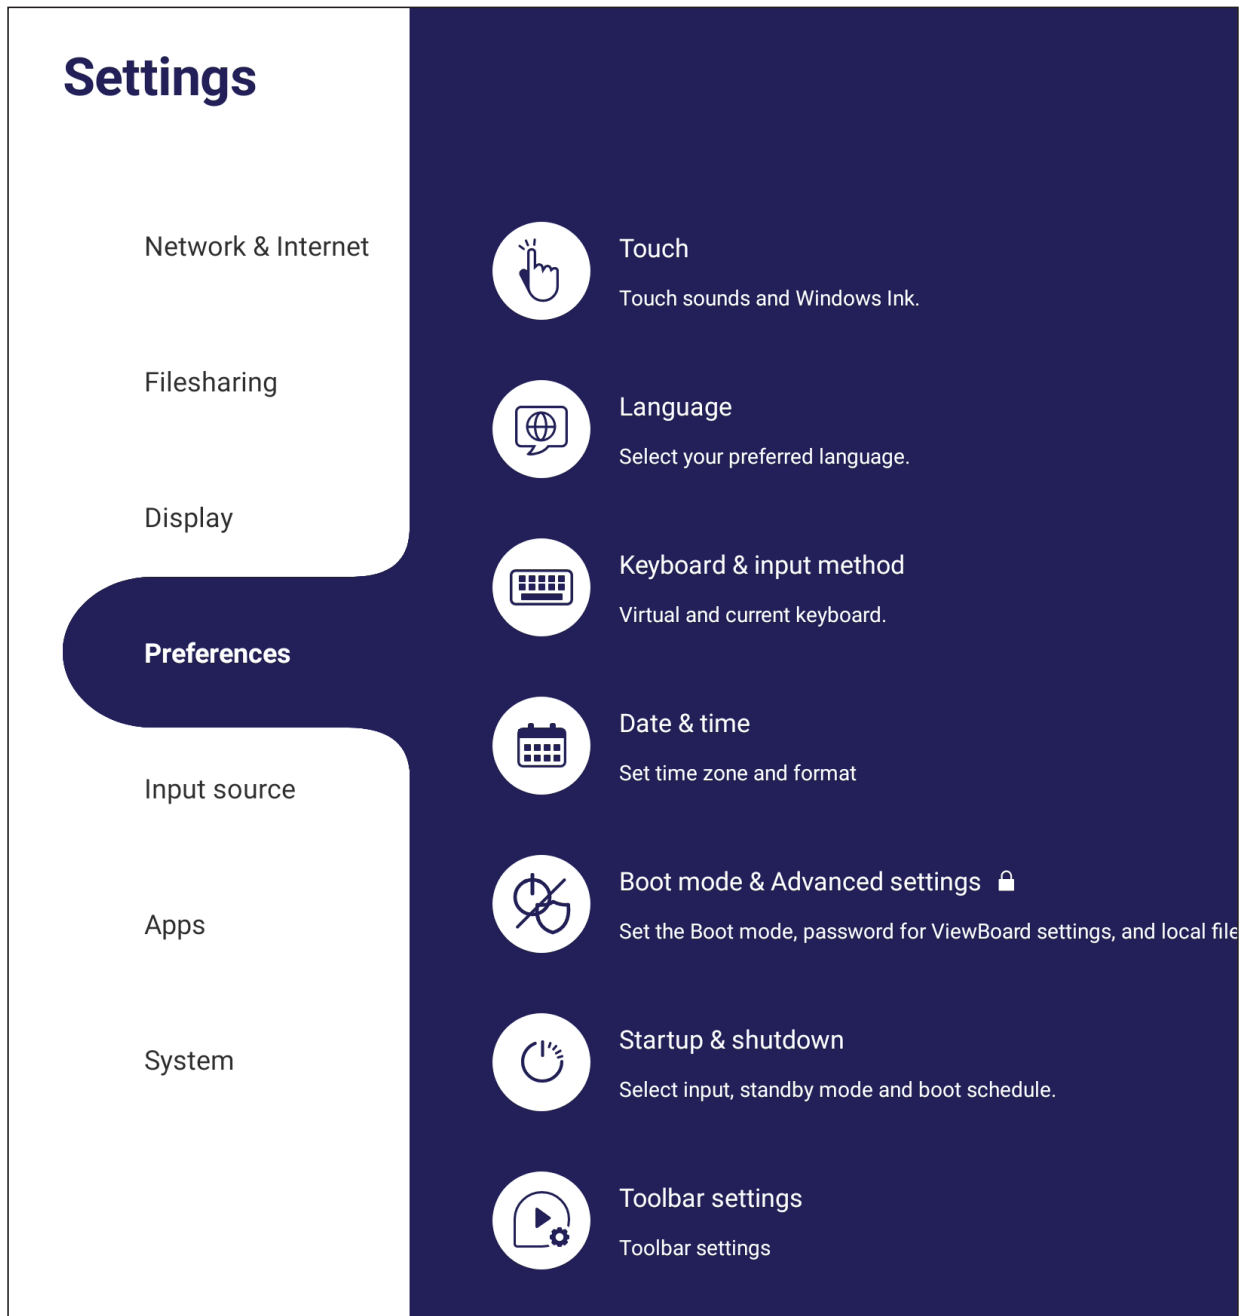 Settings
Network & Internet
Filesharing
Display
Preferences
Input source
Apps
System
Touch
Touch sounds and Windows Ink.
Language
Select your preferred language.
Keyboard & input method
Virtual and current keyboard.
Date & time
Set time zone and format
Boot mode & Advanced settings
Set the Boot mode, password for ViewBoard settings, and local file
Startup & shutdown
Select input, standby mode and boot schedule.
Toolbar settings
Toolbar settings